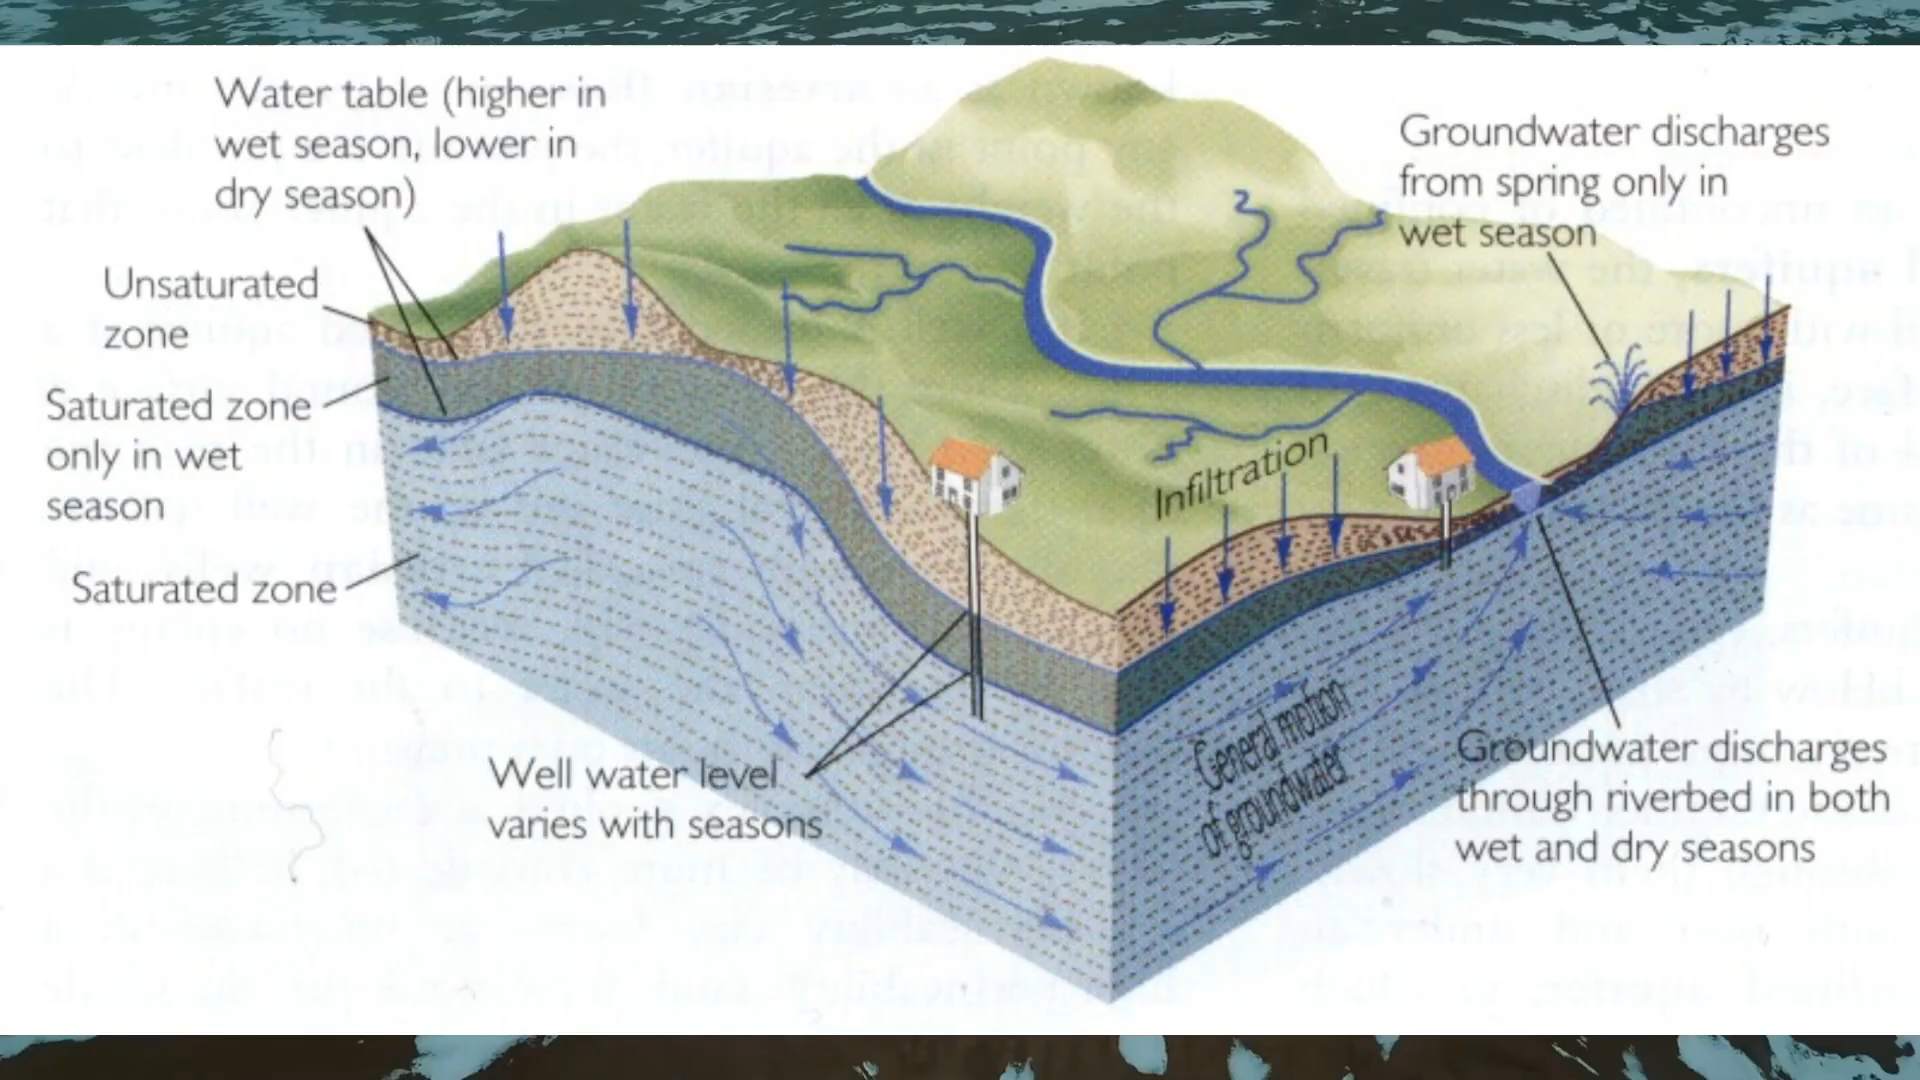 Water table (higher in
wet season, lower in
dry season)
Unsaturated
zone
Saturated zone
only in wet
season
Saturated zone
Well water level
varies with seasons
Infiltration
General motion
of groundwater
Groundwater discharges
from spring only in
wet season
Groundwater discharges
through riverbed in both
wet and dry seasons